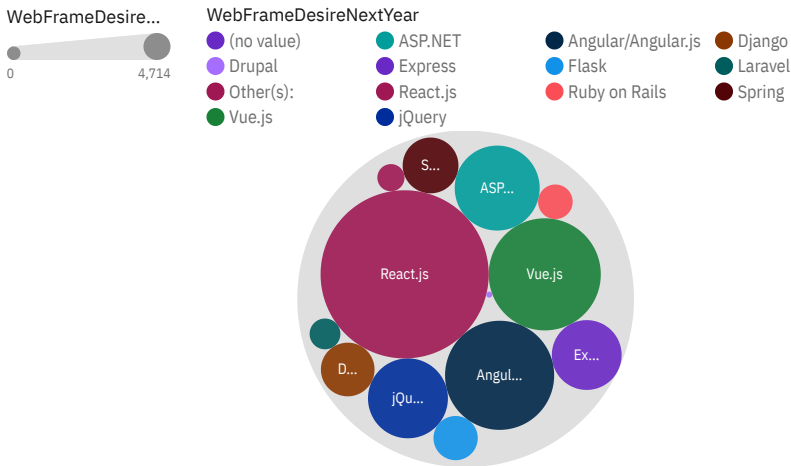 WebFrameDesire...
0
4,714
WebFrameDesireNextYear
(no value)
ASP.NET
Angular/Angular.js
Django
Drupal
Express
Flask
Laravel
Other(s):
React.js
Ruby on Rails
Spring
Vue.js
jQuery
S...
ASP...
React.js
Vue.js
Ex...
D...
Angul...
jQu...